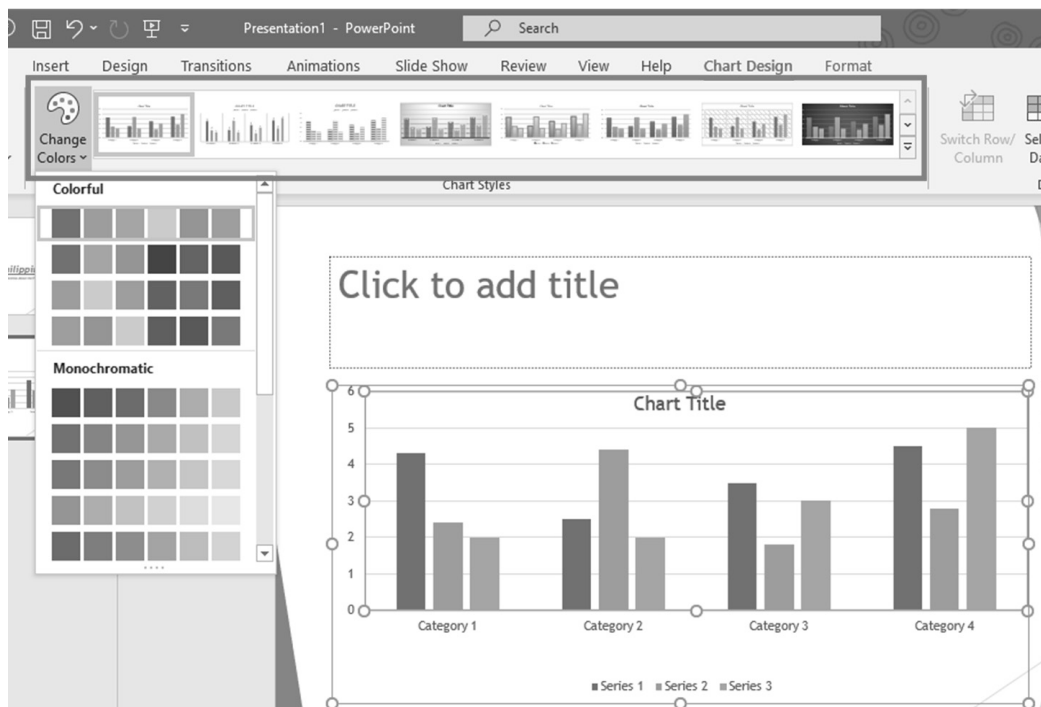 Presentation1 - PowerPoint
Search
Insert Design Transitions Animations Slide Show Review View Help Chart Design Format
Change
Colors
Switch Row/
Column
Chart Styles
Colorful
Monochromatic
Click to add title
Chart Title
6
5
4
3
2
1
0
Category 1 Category 2 Category 3 Category 4
Series 1 Series 2 Series 3